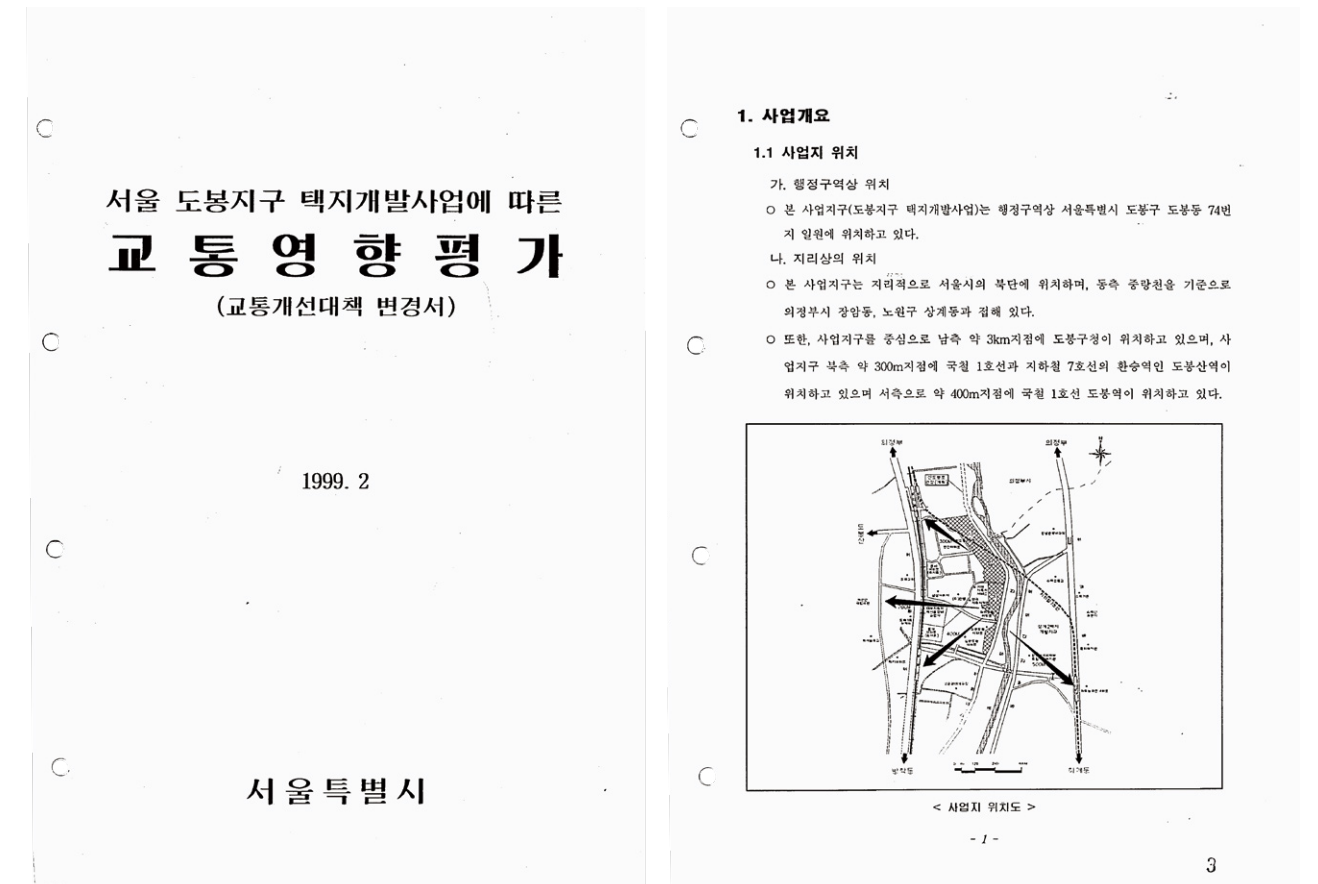 서울 도봉지구 택지개발사업에 따른
교통영향평가
(교통개선대책 변경서)
1999. 2
서울특별시
1. 사업개요
1.1 사업지 위치
가. 행정구역상 위치
○ 본 사업지구(도봉지구 택지개발사업)는 행정구역상 서울특별시 도봉구 도봉동 74번
지 일원에 위치하고 있다.
나. 지리상의 위치
○ 본 사업지구는 지리적으로 서울시의 북단에 위치하며, 동측 중랑천을 기준으로
의정부시 장암동, 노원구 상계동과 접해 있다.
○ 또한, 사업지구를 중심으로 남측 약 3km지점에 도봉구청이 위치하고 있으며, 사
업지구 북측 약 300m지점에 국철 1호선과 지하철 7호선의 환승역인 도봉산역이
위치하고 있으며 서측으로 약 400m지점에 국철 1호선 도봉역이 위치하고 있다.
의정부
의정부
의정부시
방학동
< 사업지 위치도 >
- 1 -
3